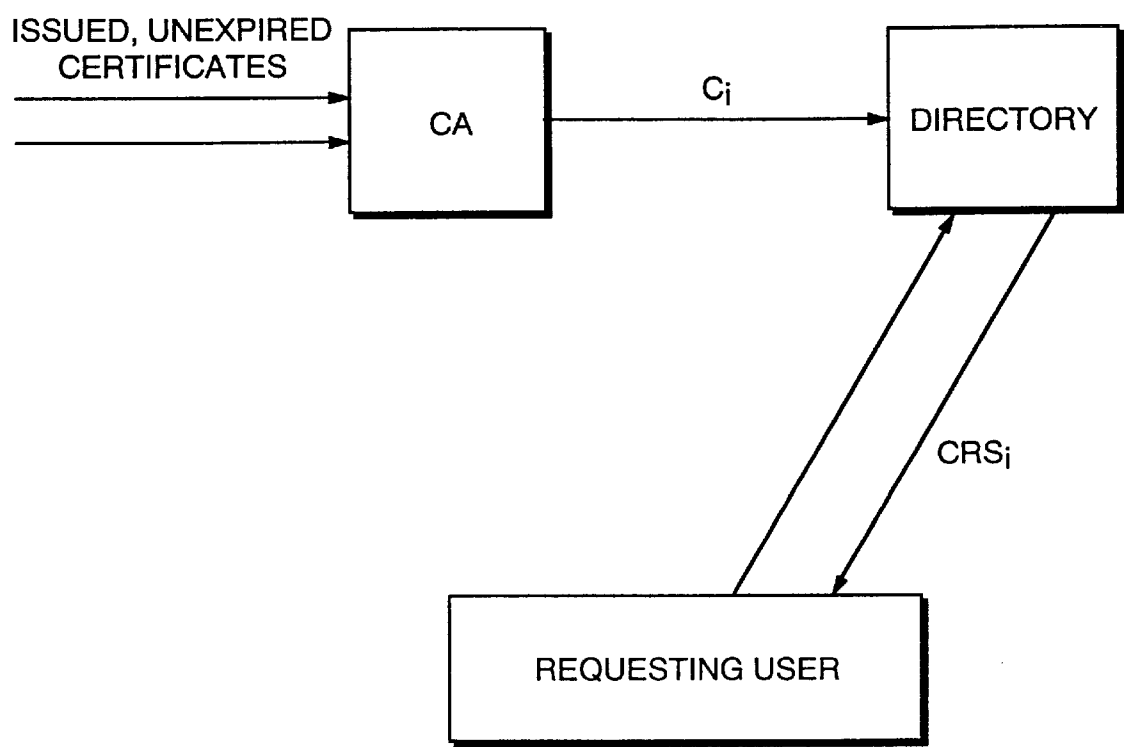 ISSUED, UNEXPIRED
CERTIFICATES
CA
Ci
DIRECTORY
CRSi
REQUESTING USER